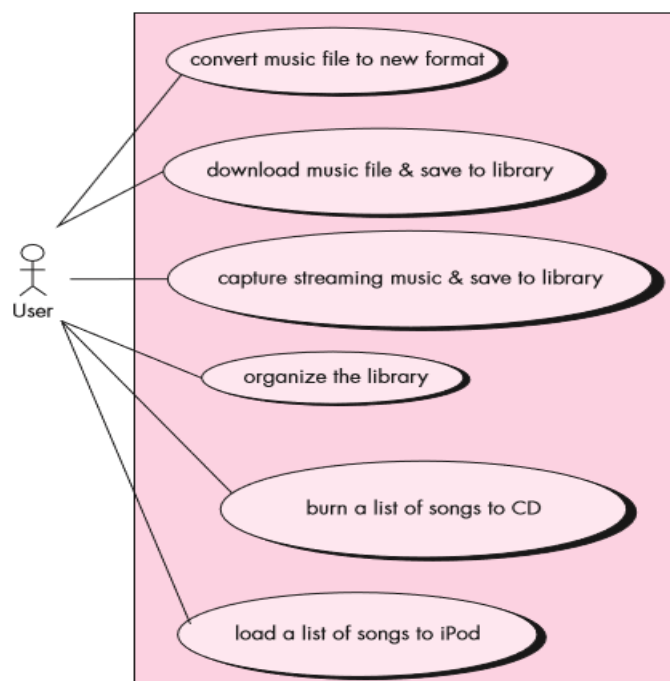 convert music file to new format
download music file & save to library
capture streaming music & save to library
User
organize the library
burn a list of songs to CD
load a list of songs to iPod